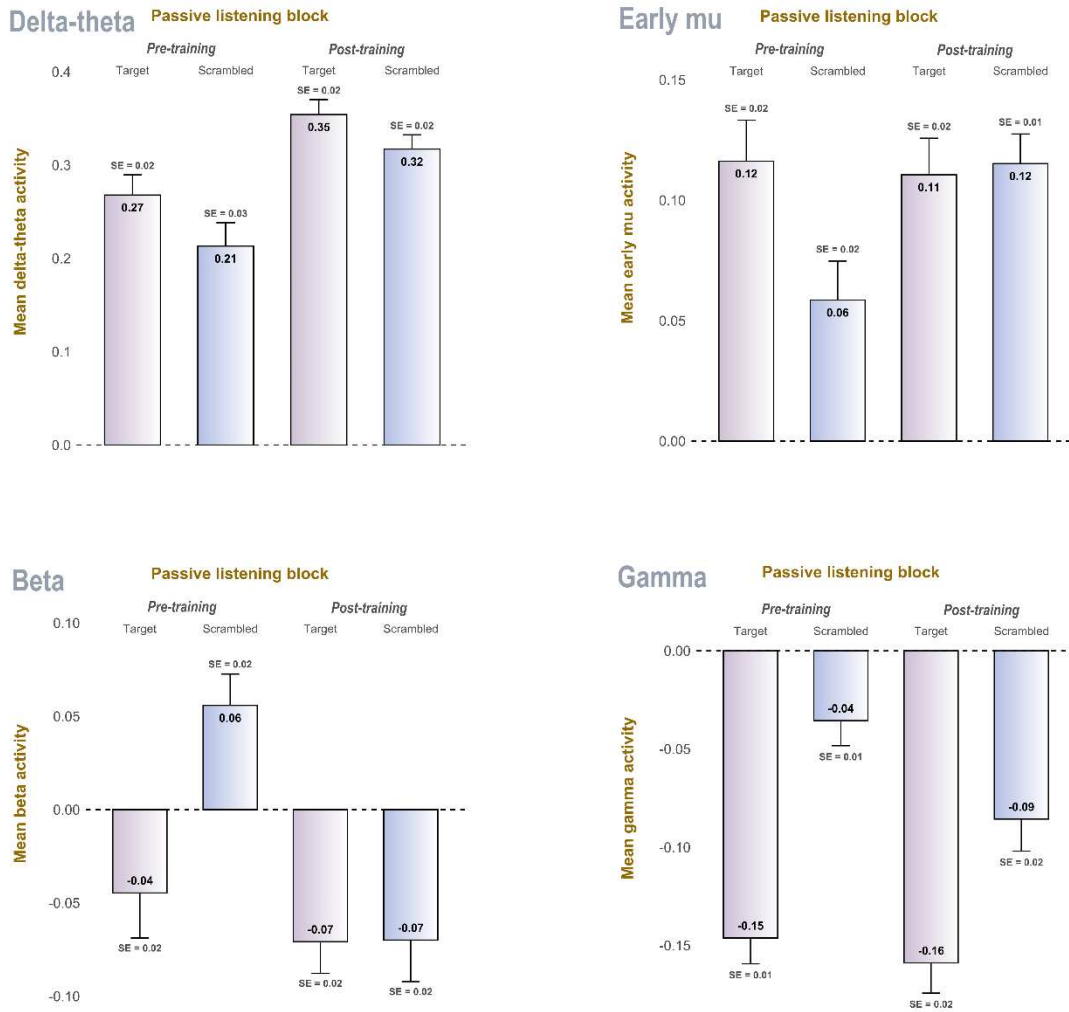 Delta-theta
Passive listening block
Pre-training Post-training
Target Scrambled Target Scrambled
Mean delta-theta activity
0.4
0.3
0.2
0.1
0.0
SE = 0.02
0.27
SE = 0.03
0.21
SE = 0.02
0.35
SE = 0.02
0.32
Early mu
Passive listening block
Pre-training Post-training
Target Scrambled Target Scrambled
Mean early mu activity
0.15
0.10
0.05
0.00
SE = 0.02
0.12
SE = 0.02
0.06
SE = 0.02
0.11
SE = 0.01
0.12
Beta
Passive listening block
Pre-training Post-training
Target Scrambled Target Scrambled
Mean beta activity
0.10
0.05
0.00
-0.05
-0.10
-0.04
SE = 0.02
SE = 0.02
0.06
-0.07
SE = 0.02
-0.07
SE = 0.02
Gamma
Passive listening block
Pre-training Post-training
Target Scrambled Target Scrambled
Mean gamma activity
0.00
-0.05
-0.10
-0.15
-0.15
SE = 0.01
-0.04
SE = 0.01
-0.16
SE = 0.02
-0.09
SE = 0.02